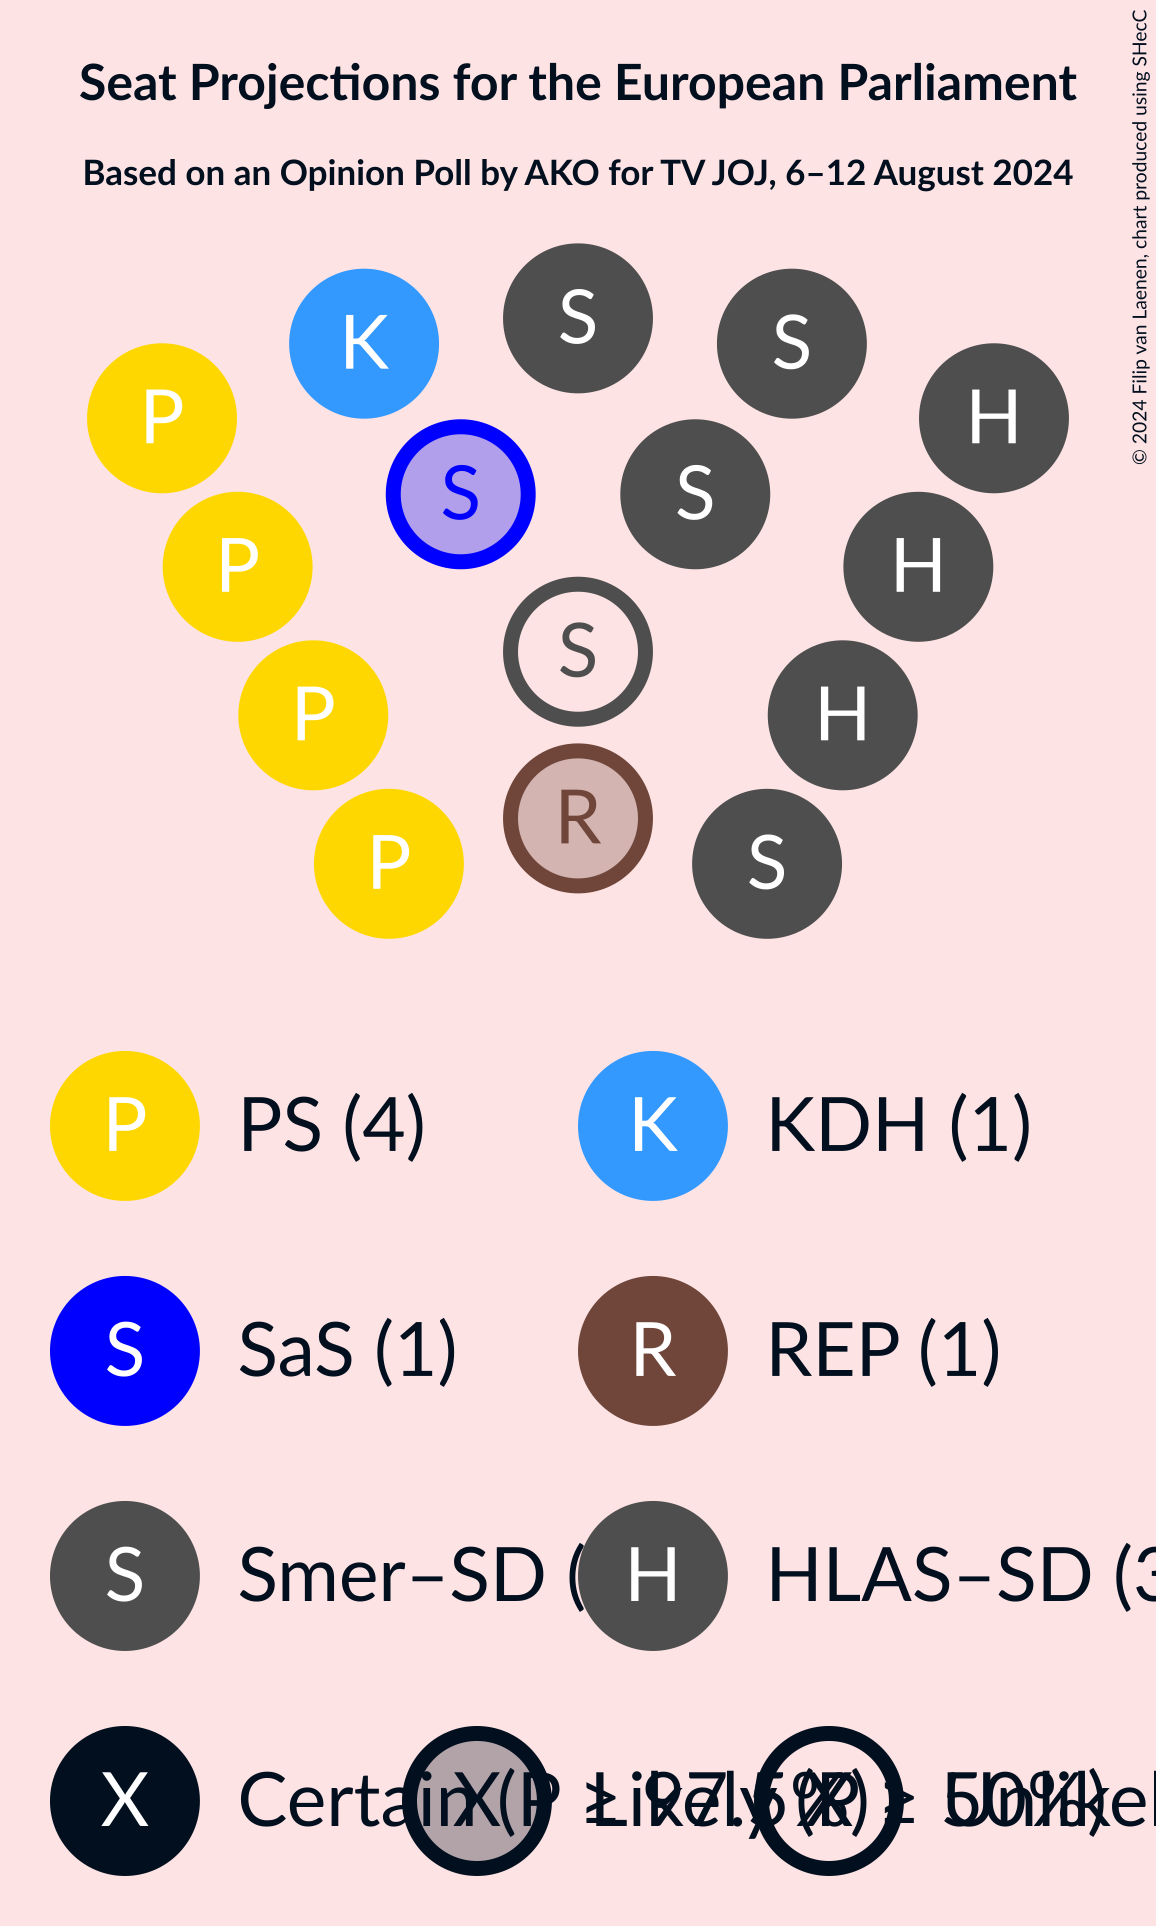 Seat Projections for the European Parliament
Based on an Opinion Poll by AKO for TV JOJ, 6–12 August 2024
© 2024 Filip van Laenen, chart produced using SHecC
S
K
S
S
P
H
S
S
P
H
S
P
H
R
P
S
P PS (4)
K KDH (1)
S SaS (1)
R REP (1)
S Smer–SD (
H HLAS–SD (3
X Certain (P ≥ 97.5%)
X Likely (P ≥ 50%)
X Unlikel